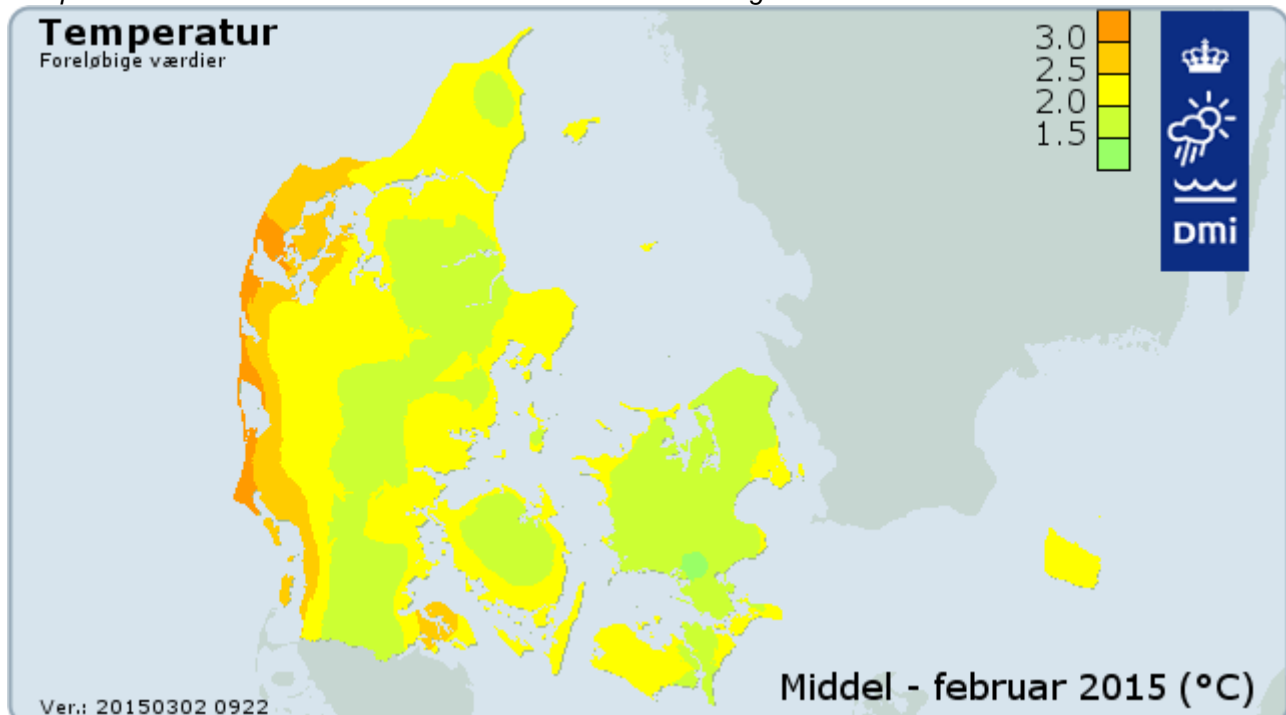 Temperatur
Foreløbige værdier
3.0
2.5
2.0
1.5
DMi
Middel - februar 2015 (°C)
Ver.: 20150302 0922